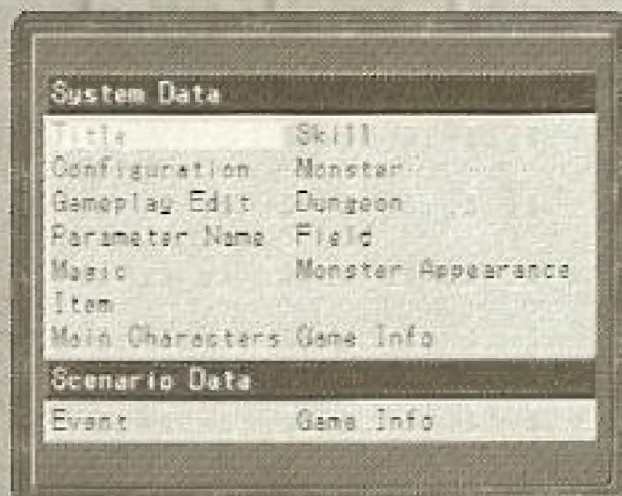 System Data
Title Skill
Configuration Monster
Gameplay Edit Dungeon
Parameter Name Field
Magic Monster Appearance
Item
Main Characters Game Info
Scenario Data
Event Game Info